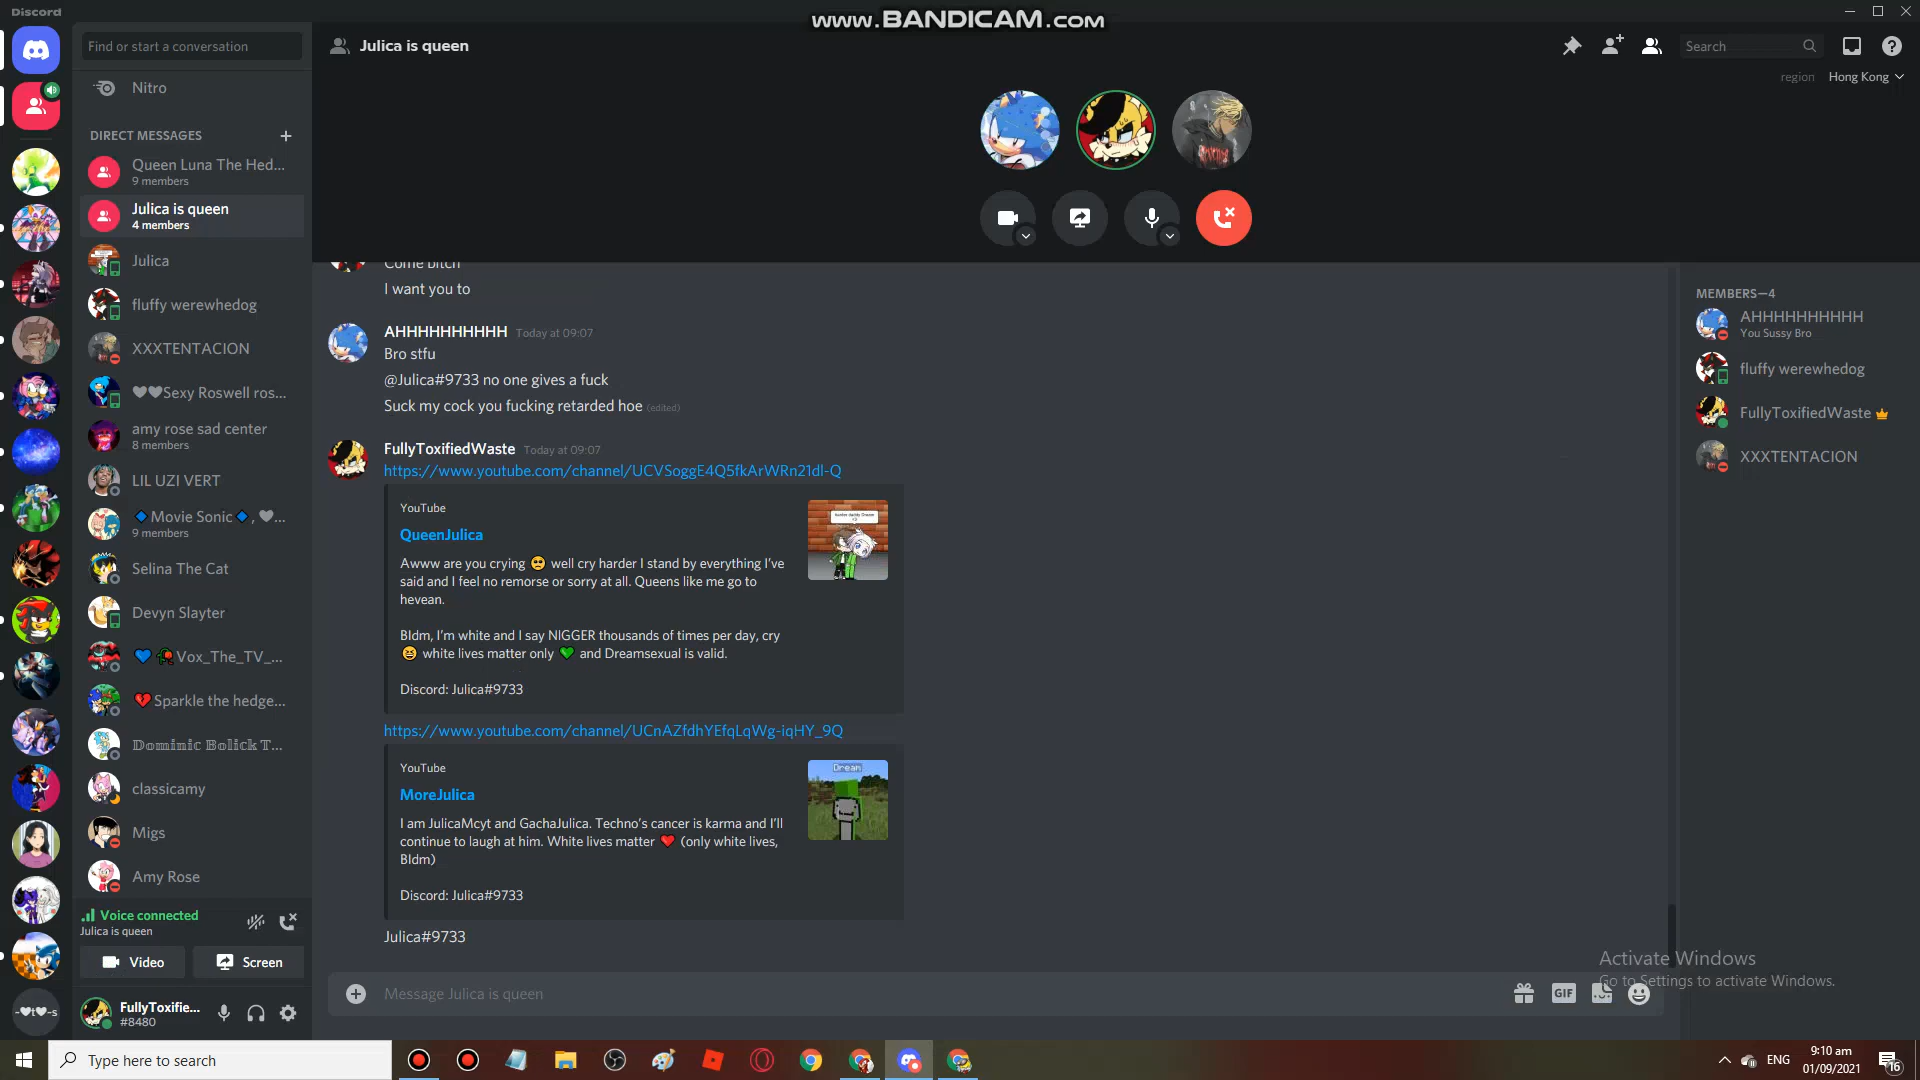 Discord
www.BANDICAM.com
Find or start a conversation
Julica is queen
Search
region Hong Kong
Nitro
DIRECT MESSAGES
Queen Luna The Hed...
9 members
Julica is queen
4 members
Julica
fluffy werewhedog
XXXTENTACION
Sexy Roswell ros...
amy rose sad center
8 members
LIL UZI VERT
🔷Movie Sonic🔷, 🖤...
9 members
Selina The Cat
Devyn Slayter
💙🥀Vox_The_TV_...
💔Sparkle the hedge...
𝔻𝕠𝕞𝕚𝕟𝕚𝕔 𝔹𝕠𝕝𝕚𝕔𝕜 𝕋...
classicamy
Migs
Amy Rose
Voice connected
Julica is queen
Video
Screen
FullyToxifie...
#8480
Come bitch
I want you to
AHHHHHHHHHH Today at 09:07
Bro stfu
@Julica#9733 no one gives a fuck
Suck my cock you fucking retarded hoe (edited)
FullyToxifiedWaste Today at 09:07
https://www.youtube.com/channel/UCVSoggE4Q5fkArWRn21dl-Q
YouTube
QueenJulica
Awww are you crying 🥺 well cry harder I stand by everything I've
said and I feel no remorse or sorry at all. Queens like me go to
hevean.
Bldm, I'm white and I say NIGGER thousands of times per day, cry
😆 white lives matter only 💚 and Dreamsexual is valid.
Discord: Julica#9733
https://www.youtube.com/channel/UCnAZfdhYEfqLqWg-iqHY_9Q
YouTube
MoreJulica
Dream
I am JulicaMcyt and GachaJulica. Techno's cancer is karma and I'll
continue to laugh at him. White lives matter ❤️ (only white lives,
Bldm)
Discord: Julica#9733
Julica#9733
Message Julica is queen
GIF
MEMBERS—4
AHHHHHHHHHH
You Sussy Bro
fluffy werewhedog
FullyToxifiedWaste
XXXTENTACION
Activate Windows
Go to Settings to activate Windows.
Type here to search
ENG
9:10 am
01/09/2021
16